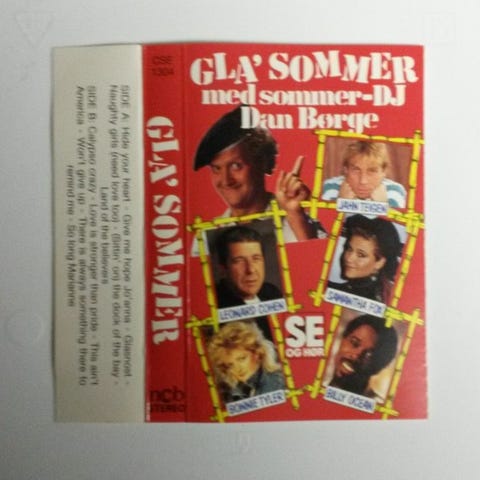 GLA' SOMMER
med sommer-DJ
Dan Børge
JAHN TEIGEN
LEONARD COHEN
SAMANTHA FOX
SE
OG HØR
BONNIE TYLER
BILLY OCEAN
CSE
1304
GLA' SOMMER
ncb
STEREO
SIDE A: Hide your heart - Give me hope Jo'anna - Glasnost -
Naughty girls (need love too) - (Sittin' on) the dock of the bay -
Land of the believers
SIDE B: Calypso crazy - Love is stronger than pride - This ain't
America - Won't give up - There is always something there to
remind me - So long Marianne